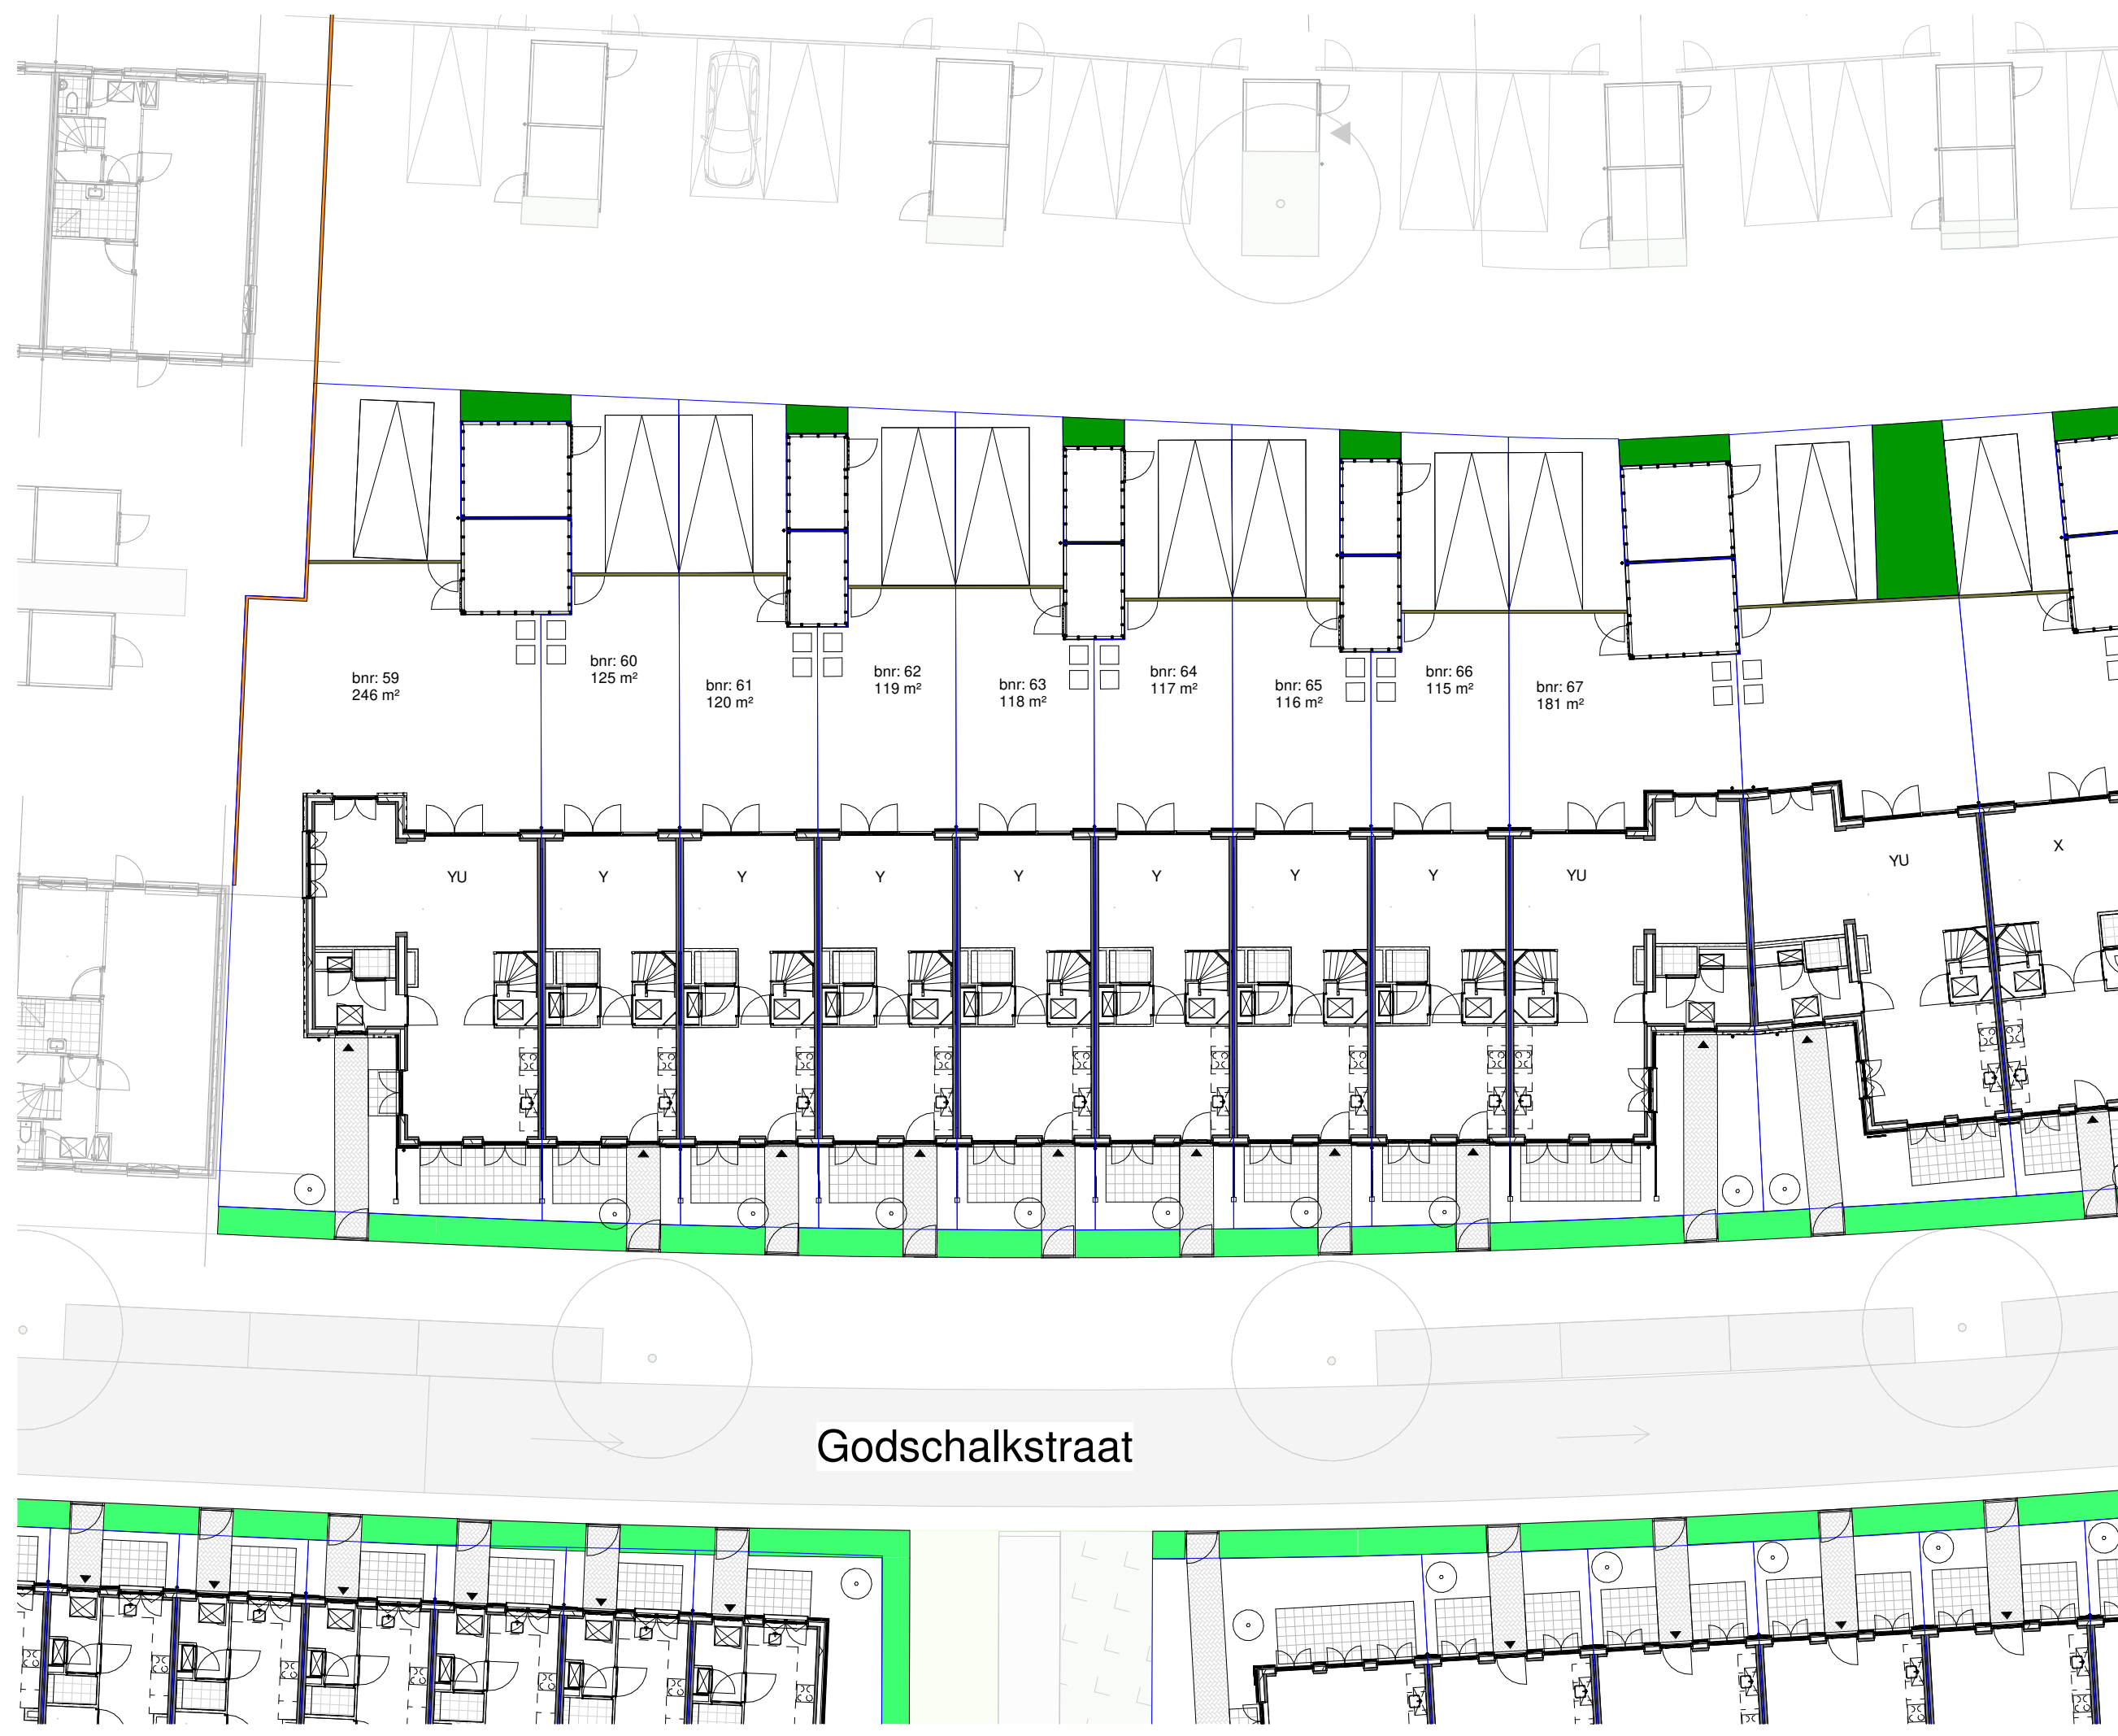 bnr: 59
246 m²
bnr: 60
125 m²
bnr: 61
120 m²
bnr: 62
119 m²
bnr: 63
118 m²
bnr: 64
117 m²
bnr: 65
116 m²
bnr: 66
115 m²
bnr: 67
181 m²
YU
Y
Y
Y
Y
Y
Y
Y
YU
YU
X
Godschalkstraat